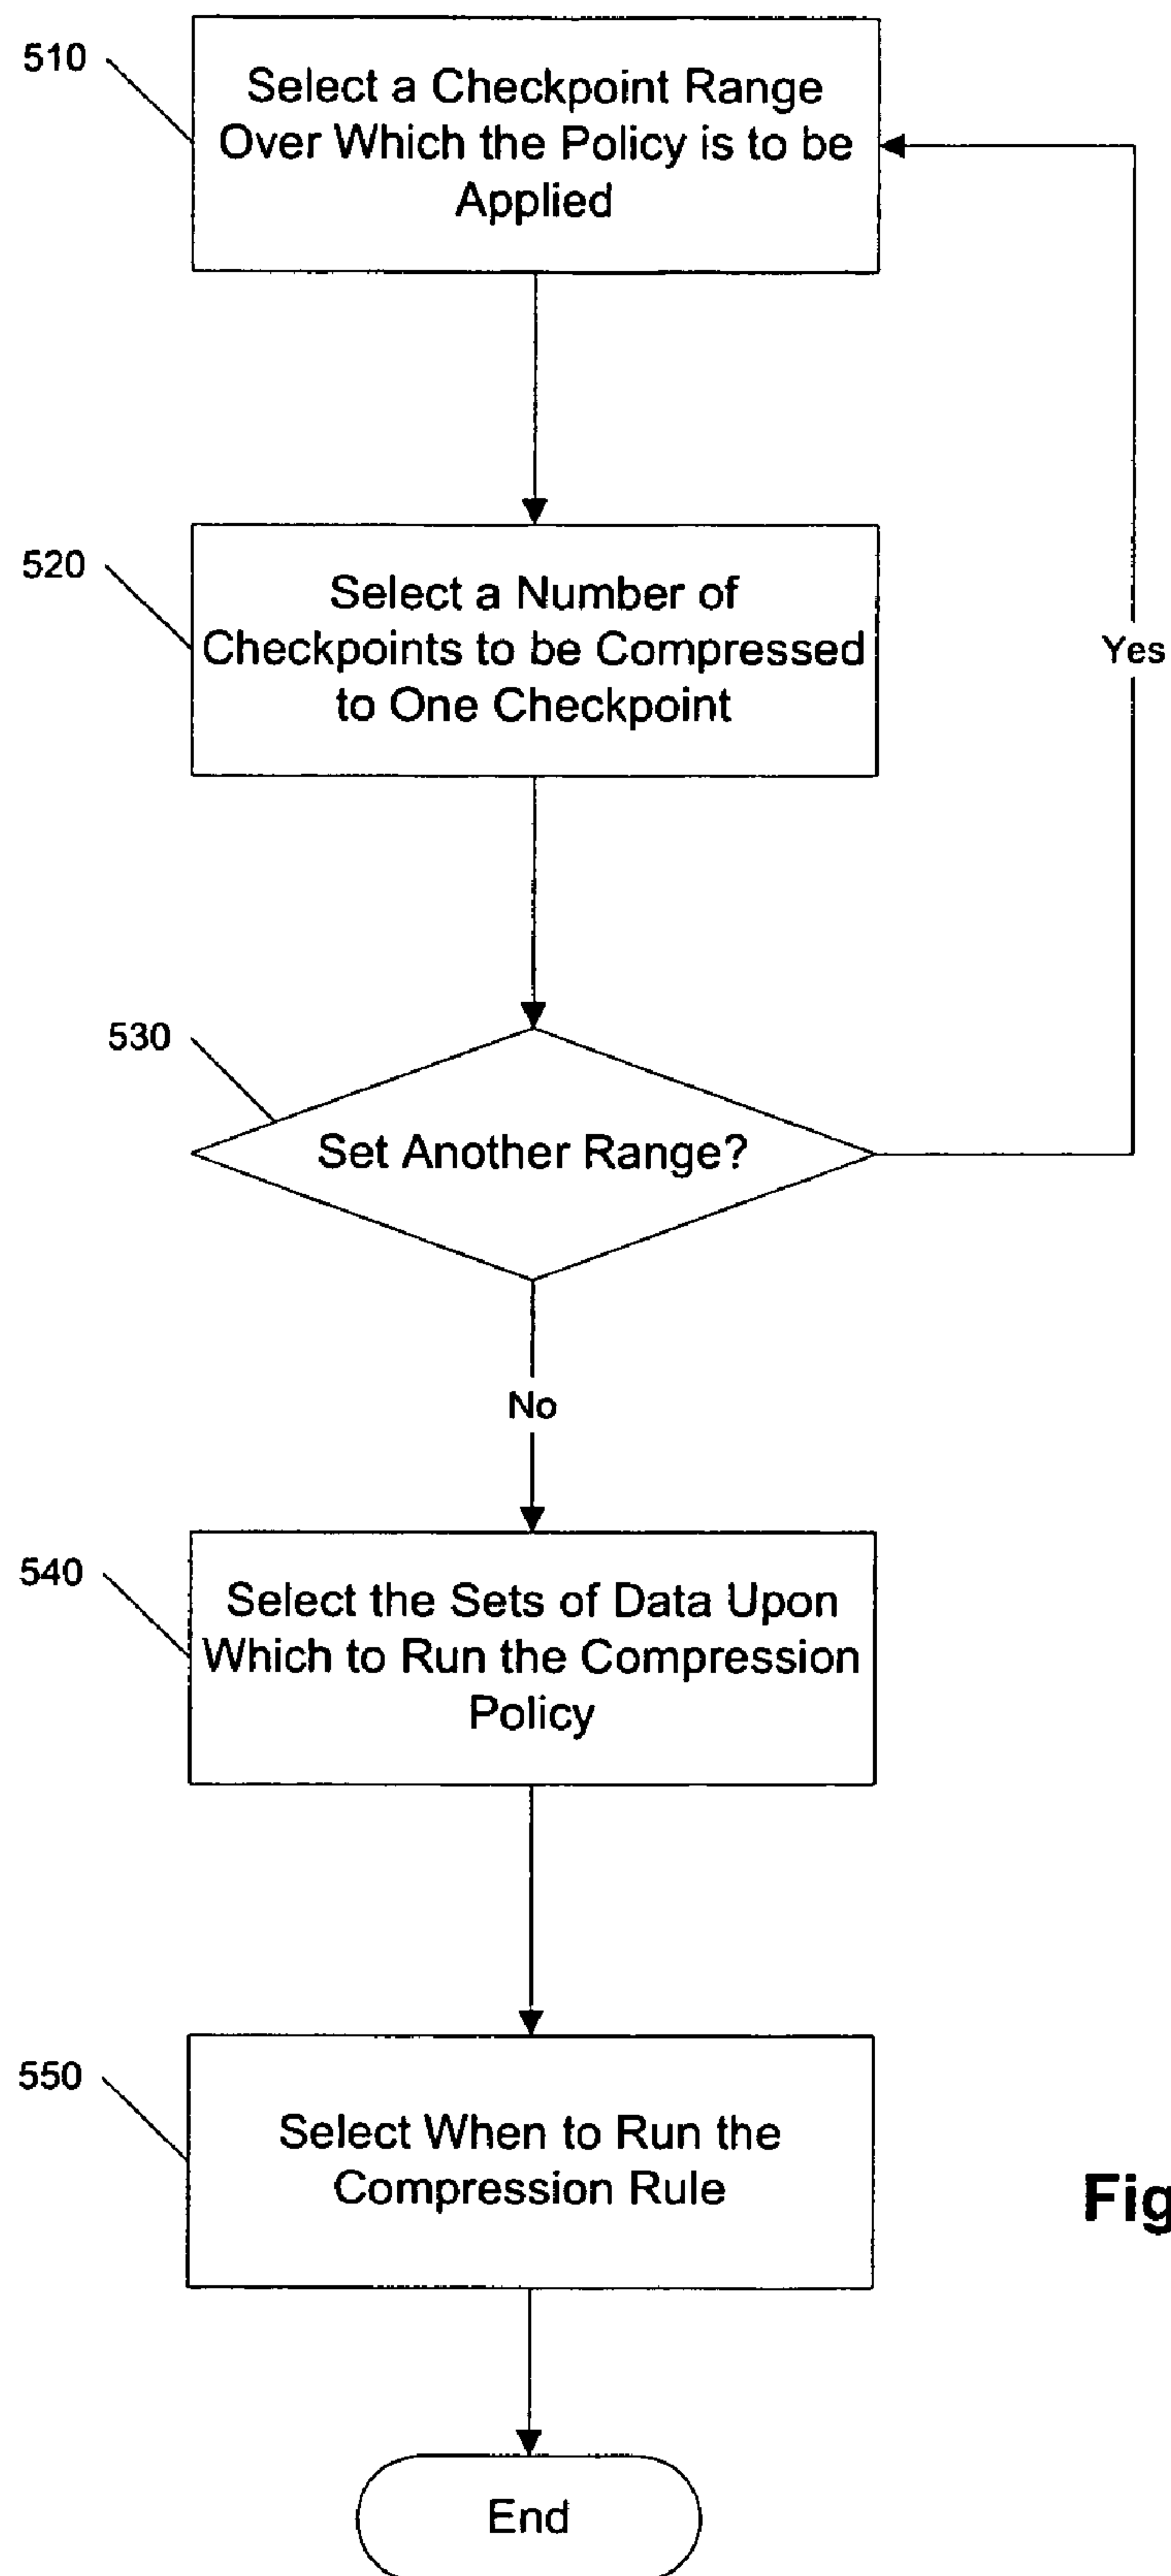 510
Select a Checkpoint Range
Over Which the Policy is to be
Applied
520
Select a Number of
Checkpoints to be Compressed
to One Checkpoint
Yes
530
Set Another Range?
No
540
Select the Sets of Data Upon
Which to Run the Compression
Policy
550
Select When to Run the
Compression Rule
Fig
End